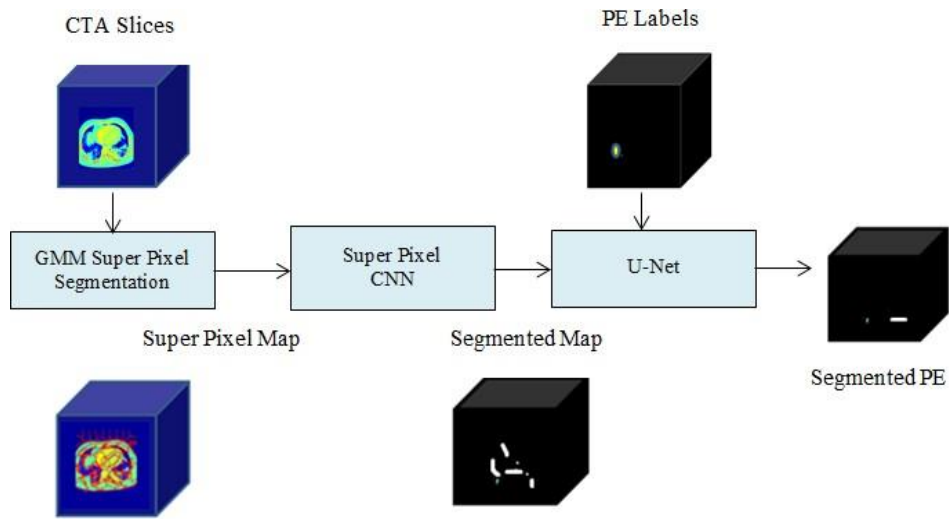 CTA Slices
PE Labels
GMM Super Pixel
Segmentation
Super Pixel
CNN
U-Net
Super Pixel Map
Segmented Map
Segmented PE